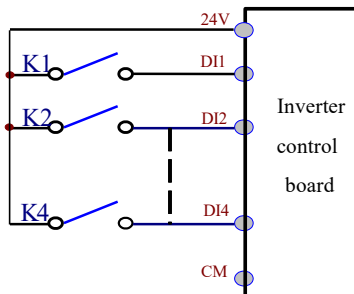 24V
K1
DI1
K2
DI2
Inverter
control
board
K4
DI4
CM